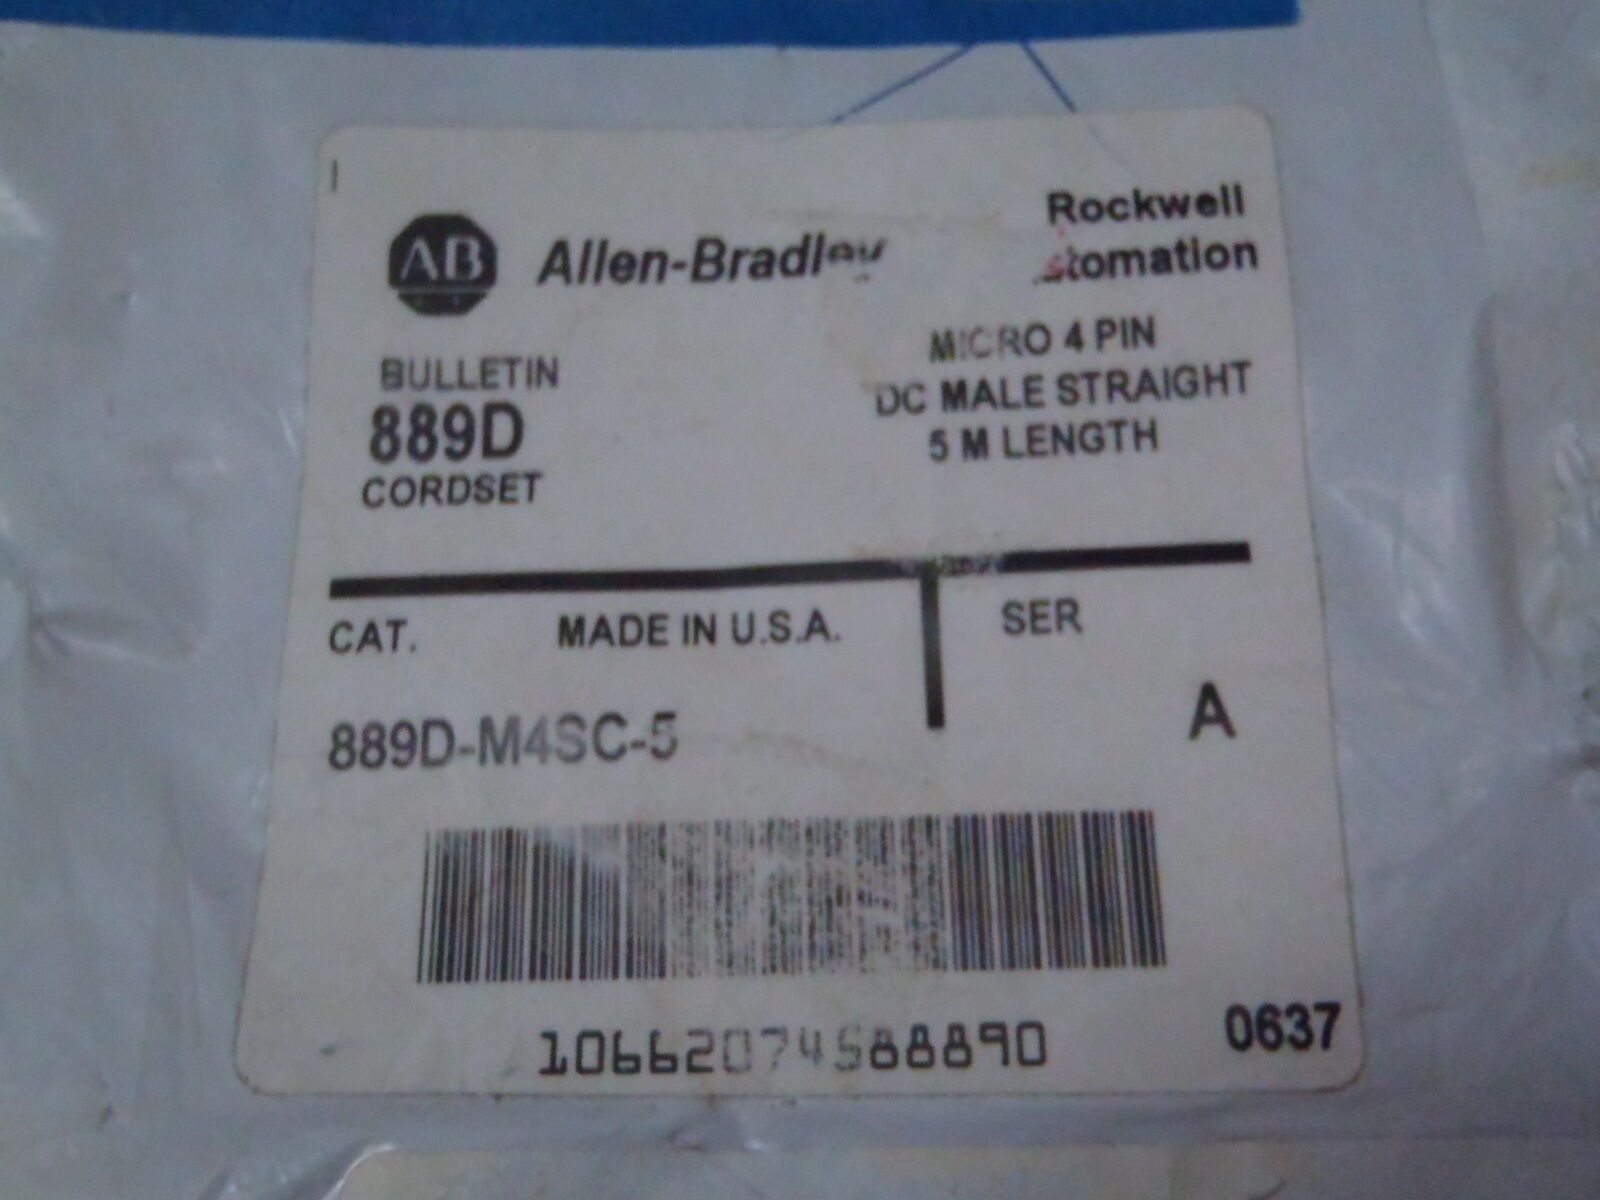 AB Allen-Bradley
Rockwell
Automation
BULLETIN
889D
CORDSET
MICRO 4 PIN
DC MALE STRAIGHT
5 M LENGTH
CAT. MADE IN U.S.A. SER
889D-M4SC-5 A
10662074588890 0637